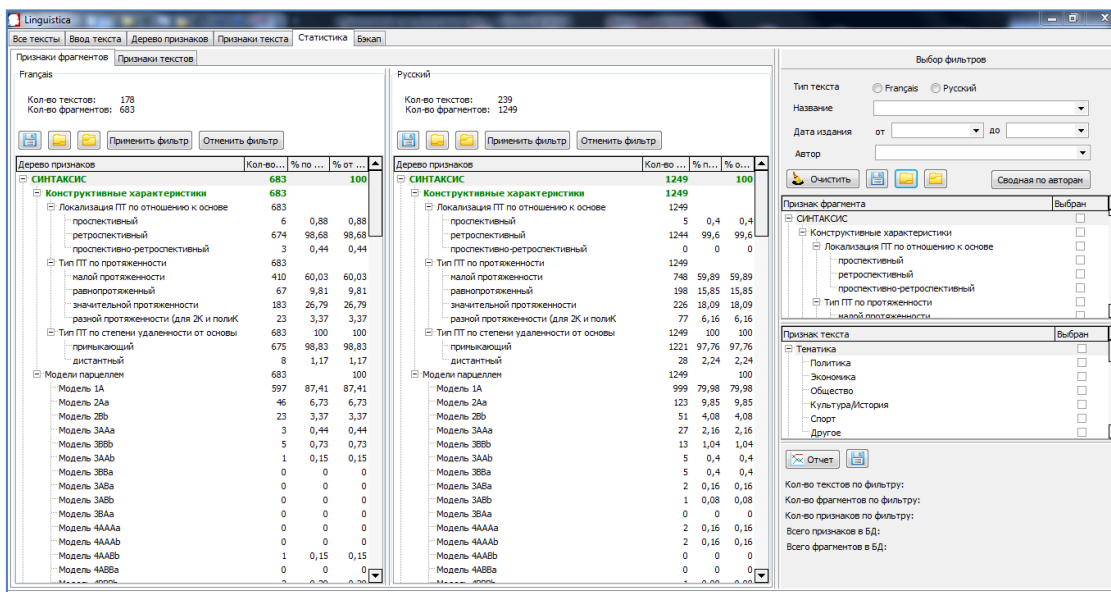 Linguistica
Все тексты Ввод текста Дерево признаков Признаки текста Статистика Бэкап
Признаки фрагментов Признаки текстов
Français
Кол-во текстов: 178
Кол-во фрагментов: 683
Применить фильтр Отменить фильтр
Дерево признаков Кол-во... % по ... % от ...
СИНТАКСИС 683 100
Конструктивные характеристики 683
Локализация ПТ по отношению к основе 683
проспективный 6 0,88 0,88
ретроспективный 674 98,68 98,68
проспективно-ретроспективный 3 0,44 0,44
Тип ПТ по протяженности 683
малой протяженности 410 60,03 60,03
равнопротяженный 67 9,81 9,81
значительной протяженности 183 26,79 26,79
разной протяженности (для 2К и полиК 23 3,37 3,37
Тип ПТ по степени удаленности от основы 683 100 100
примыкающий 675 98,83 98,83
дистантный 8 1,17 1,17
Модели парцеллем 683 100
Модель 1А 597 87,41 87,41
Модель 2Аа 46 6,73 6,73
Модель 2Bb 23 3,37 3,37
Модель 3ААа 3 0,44 0,44
Модель 3BBb 5 0,73 0,73
Модель 3AAb 1 0,15 0,15
Модель 3BBa 0 0 0
Модель 3ABa 0 0 0
Модель 3ABb 0 0 0
Модель 3BAa 0 0 0
Модель 4AAAa 0 0 0
Модель 4AAAb 0 0 0
Модель 4AABb 1 0,15 0,15
Модель 4ABBa 0 0 0
Русский
Кол-во текстов: 239
Кол-во фрагментов: 1249
Применить фильтр Отменить фильтр
Дерево признаков Кол-во ... % п... % о...
СИНТАКСИС 1249 100
Конструктивные характеристики 1249
Локализация ПТ по отношению к основе 1249
проспективный 5 0,4 0,4
ретроспективный 1244 99,6 99,6
проспективно-ретроспективный 0 0 0
Тип ПТ по протяженности 1249
малой протяженности 748 59,89 59,89
равнопротяженный 198 15,85 15,85
значительной протяженности 226 18,09 18,09
разной протяженности (для 2К и полиК 77 6,16 6,16
Тип ПТ по степени удаленности от основы 1249 100 100
примыкающий 1221 97,76 97,76
дистантный 28 2,24 2,24
Модели парцеллем 1249 100
Модель 1А 999 79,98 79,98
Модель 2Аа 123 9,85 9,85
Модель 2Bb 51 4,08 4,08
Модель 3ААа 27 2,16 2,16
Модель 3BBb 13 1,04 1,04
Модель 3AAb 5 0,4 0,4
Модель 3BBa 5 0,4 0,4
Модель 3ABa 2 0,16 0,16
Модель 3ABb 1 0,08 0,08
Модель 3BAa 0 0 0
Модель 4AAAa 2 0,16 0,16
Модель 4AAAb 2 0,16 0,16
Модель 4AABb 0 0 0
Модель 4ABBa 0 0 0
Выбор фильтров
Тип текста Français Русский
Название
Дата издания от до
Автор
Очистить Сводная по авторам
Признак фрагмента Выбран
СИНТАКСИС
Конструктивные характеристики
Локализация ПТ по отношению к основе
проспективный
ретроспективный
проспективно-ретроспективный
Тип ПТ по протяженности
малой протяженности
Признак текста Выбран
Тематика
Политика
Экономика
Общество
Культура/История
Спорт
Другое
Отчет
Кол-во текстов по фильтру:
Кол-во фрагментов по фильтру:
Кол-во признаков по фильтру:
Всего признаков в БД:
Всего фрагментов в БД: